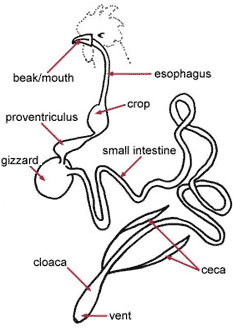 beak/mouth
esophagus
crop
proventriculus
small intestine
gizzard
cloaca
ceca
vent